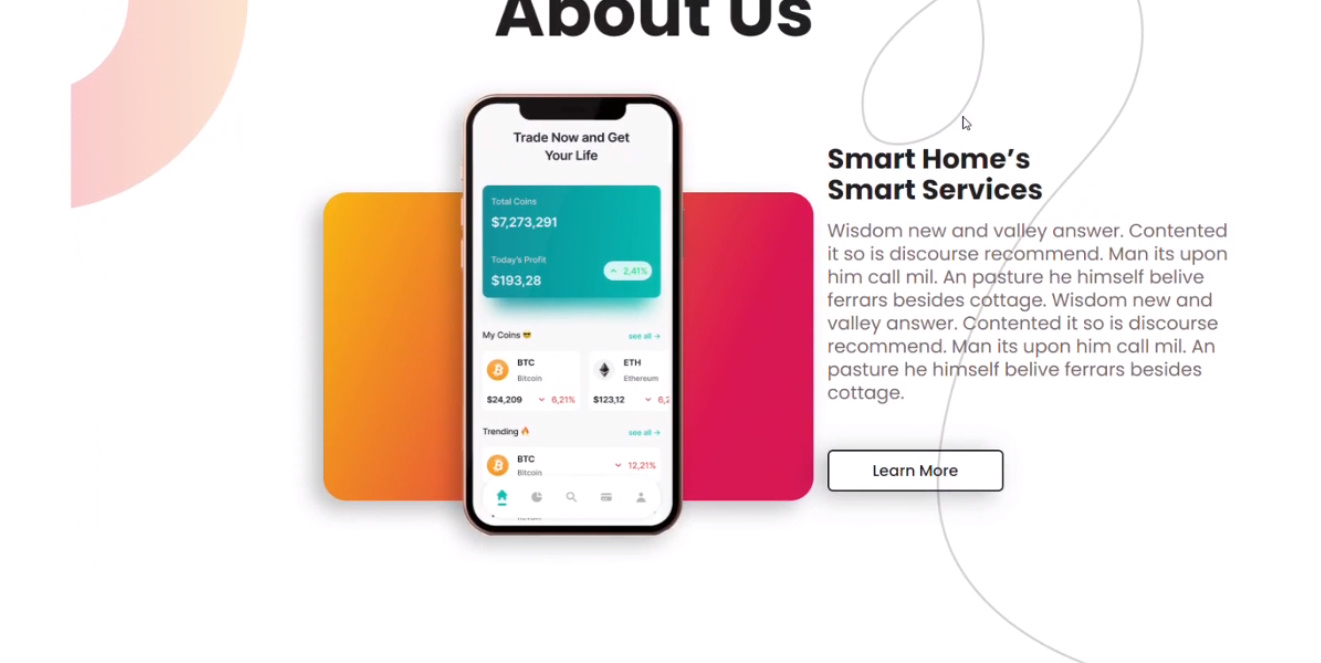 About Us
Trade Now and Get
Your Life
Total Coins
$7,273,291
Today's Profit
$193,28
2,41%
My Coins 😎
see all →
BTC
Bitcoin
$24,209
6,21%
ETH
Ethereum
$123,12
6,2
Trending 🔥
see all →
BTC
Bitcoin
12,21%
Smart Home’s
Smart Services
Wisdom new and valley answer. Contented
it so is discourse recommend. Man its upon
him call mil. An pasture he himself belive
ferrars besides cottage. Wisdom new and
valley answer. Contented it so is discourse
recommend. Man its upon him call mil. An
pasture he himself belive ferrars besides
cottage.
Learn More